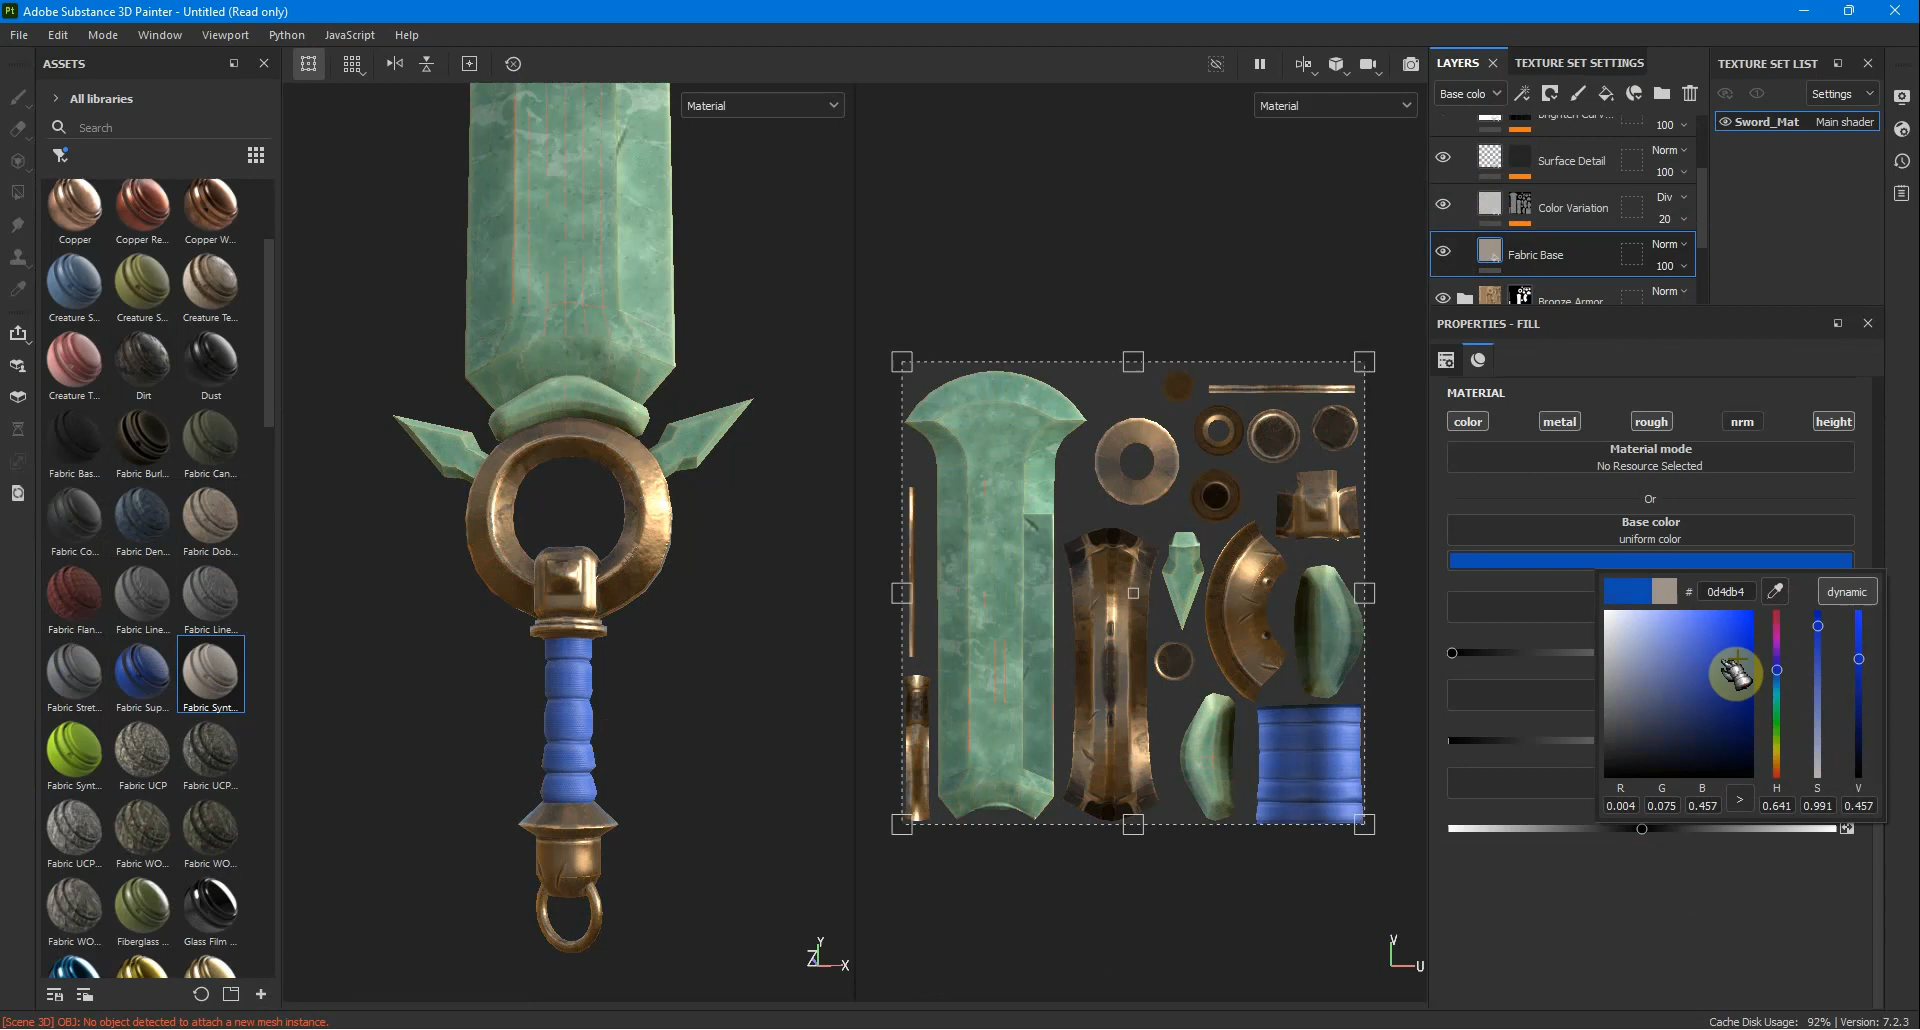 Pt Adobe Substance 3D Painter - Untitled (Read only)
File Edit Mode Window Viewport Python JavaScript Help
ASSETS
All libraries
Search
Copper Copper Re... Copper W...
Creature S... Creature S... Creature Te...
Creature T... Dirt Dust
Fabric Bas... Fabric Burl... Fabric Can...
Fabric Co... Fabric Den... Fabric Dob...
Fabric Flan... Fabric Line... Fabric Line...
Fabric Stret... Fabric Sup... Fabric Synt...
Fabric Synt... Fabric UCP Fabric UCP...
Fabric UCP... Fabric WO... Fabric WO...
Fabric WO... Fiberglass ... Glass Film ...
Material
Material
Y
Z X
V
U
LAYERS TEXTURE SET SETTINGS
Base colo
100
Surface Detail Norm
100
Color Variation Div
20
Fabric Base Norm
100
Bronze Armor Norm
TEXTURE SET LIST
Settings
Sword_Mat Main shader
PROPERTIES - FILL
MATERIAL
color metal rough nrm height
Material mode
No Resource Selected
Or
Base color
uniform color
# 0d4db4 dynamic
R G B > H S V
0.004 0.075 0.457 0.641 0.991 0.457
[Scene 3D] OBJ: No object detected to attach a new mesh instance.
Cache Disk Usage: 92% | Version: 7.2.3